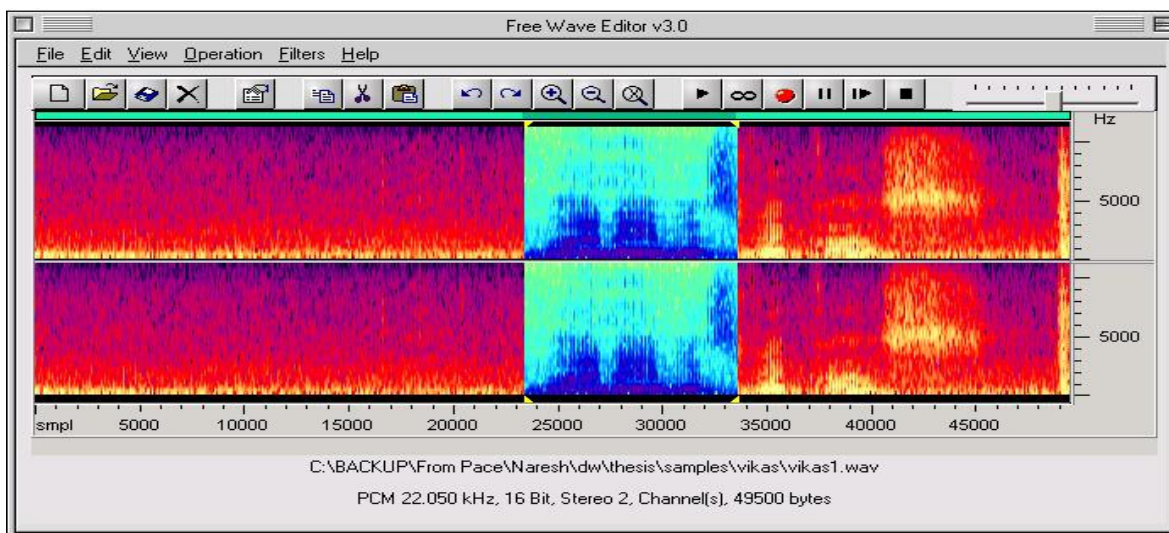 Free Wave Editor v3.0
File Edit View Operation Filters Help
Hz
5000
5000
smpl 5000 10000 15000 20000 25000 30000 35000 40000 45000
C:\BACKUP\From Pace\Naresh\dw\thesis\samples\vikas\vikas1.wav
PCM 22.050 kHz, 16 Bit, Stereo 2, Channel(s), 49500 bytes